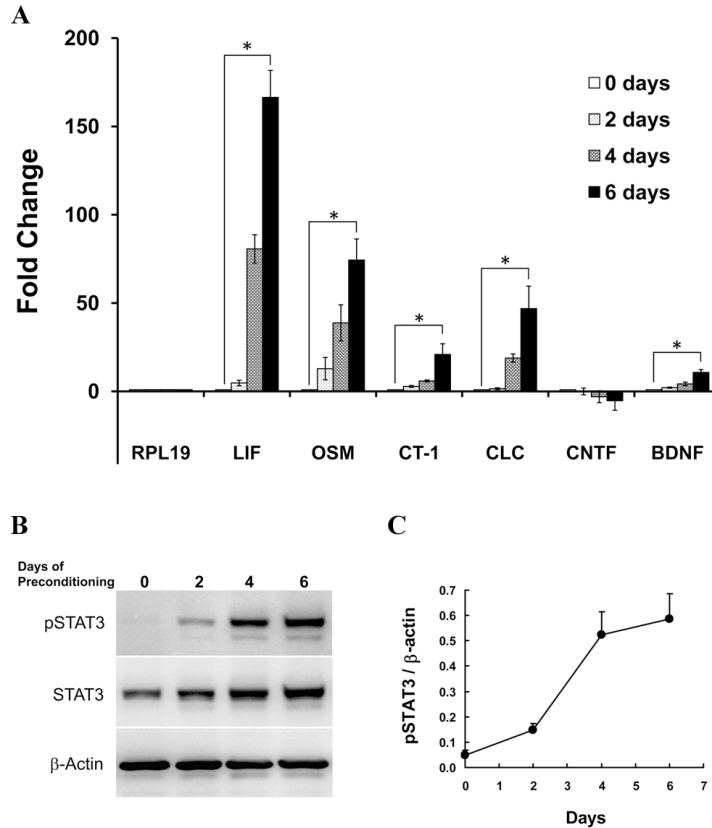 A
200
150
100
50
0
Fold Change
0 days
2 days
4 days
6 days
*
*
*
*
*
RPL19 LIF OSM CT-1 CLC CNTF BDNF
B
Days of
Preconditioning 0 2 4 6
pSTAT3
STAT3
β-Actin
C
pSTAT3 / β-actin
0.7
0.6
0.5
0.4
0.3
0.2
0.1
0.0
0 1 2 3 4 5 6 7
Days